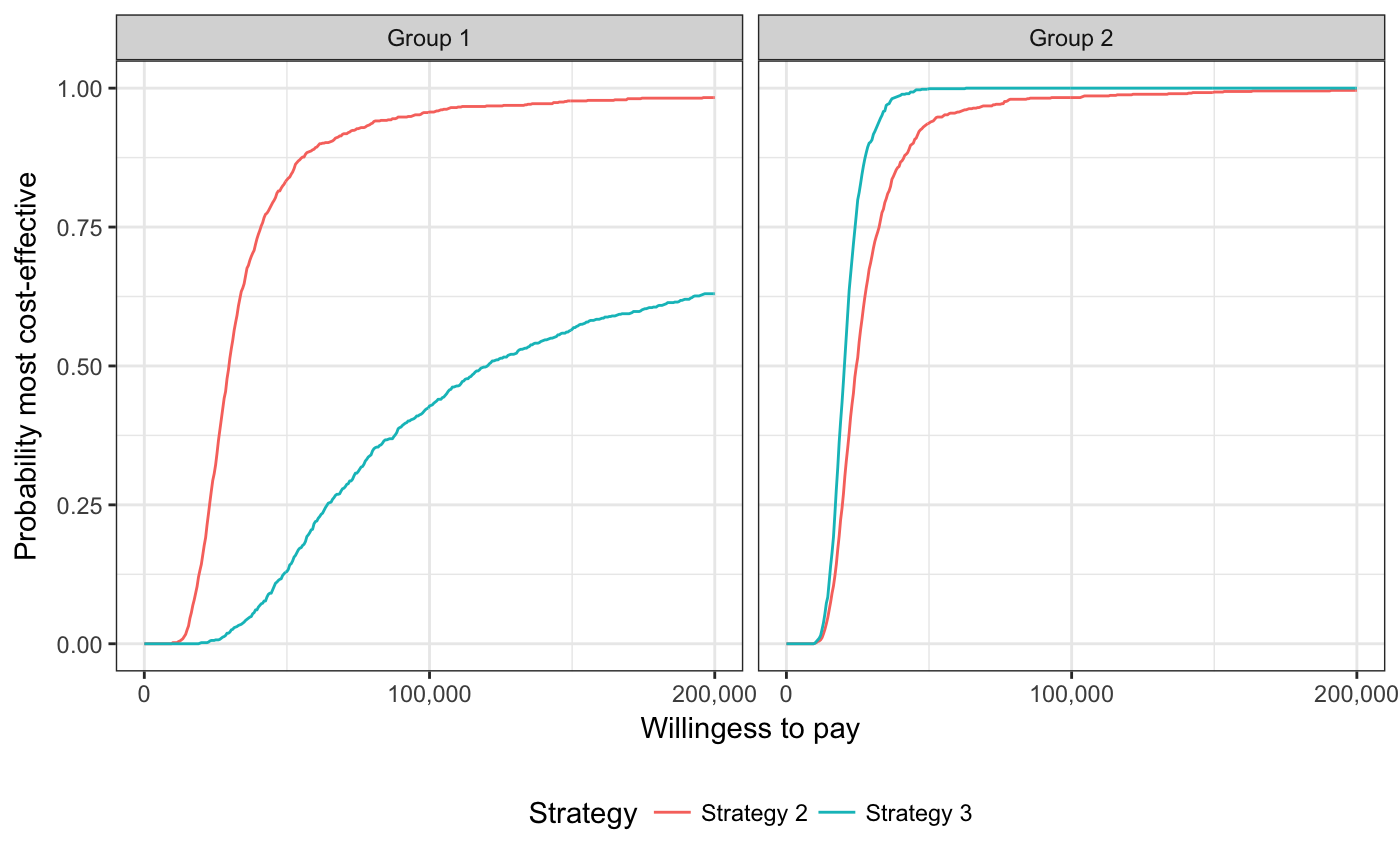 Group 1
Group 2
Probability most cost-effective
1.00
0.75
0.50
0.25
0.00
0
100,000
200,000
0
100,000
200,000
Willingess to pay
Strategy
Strategy 2
Strategy 3